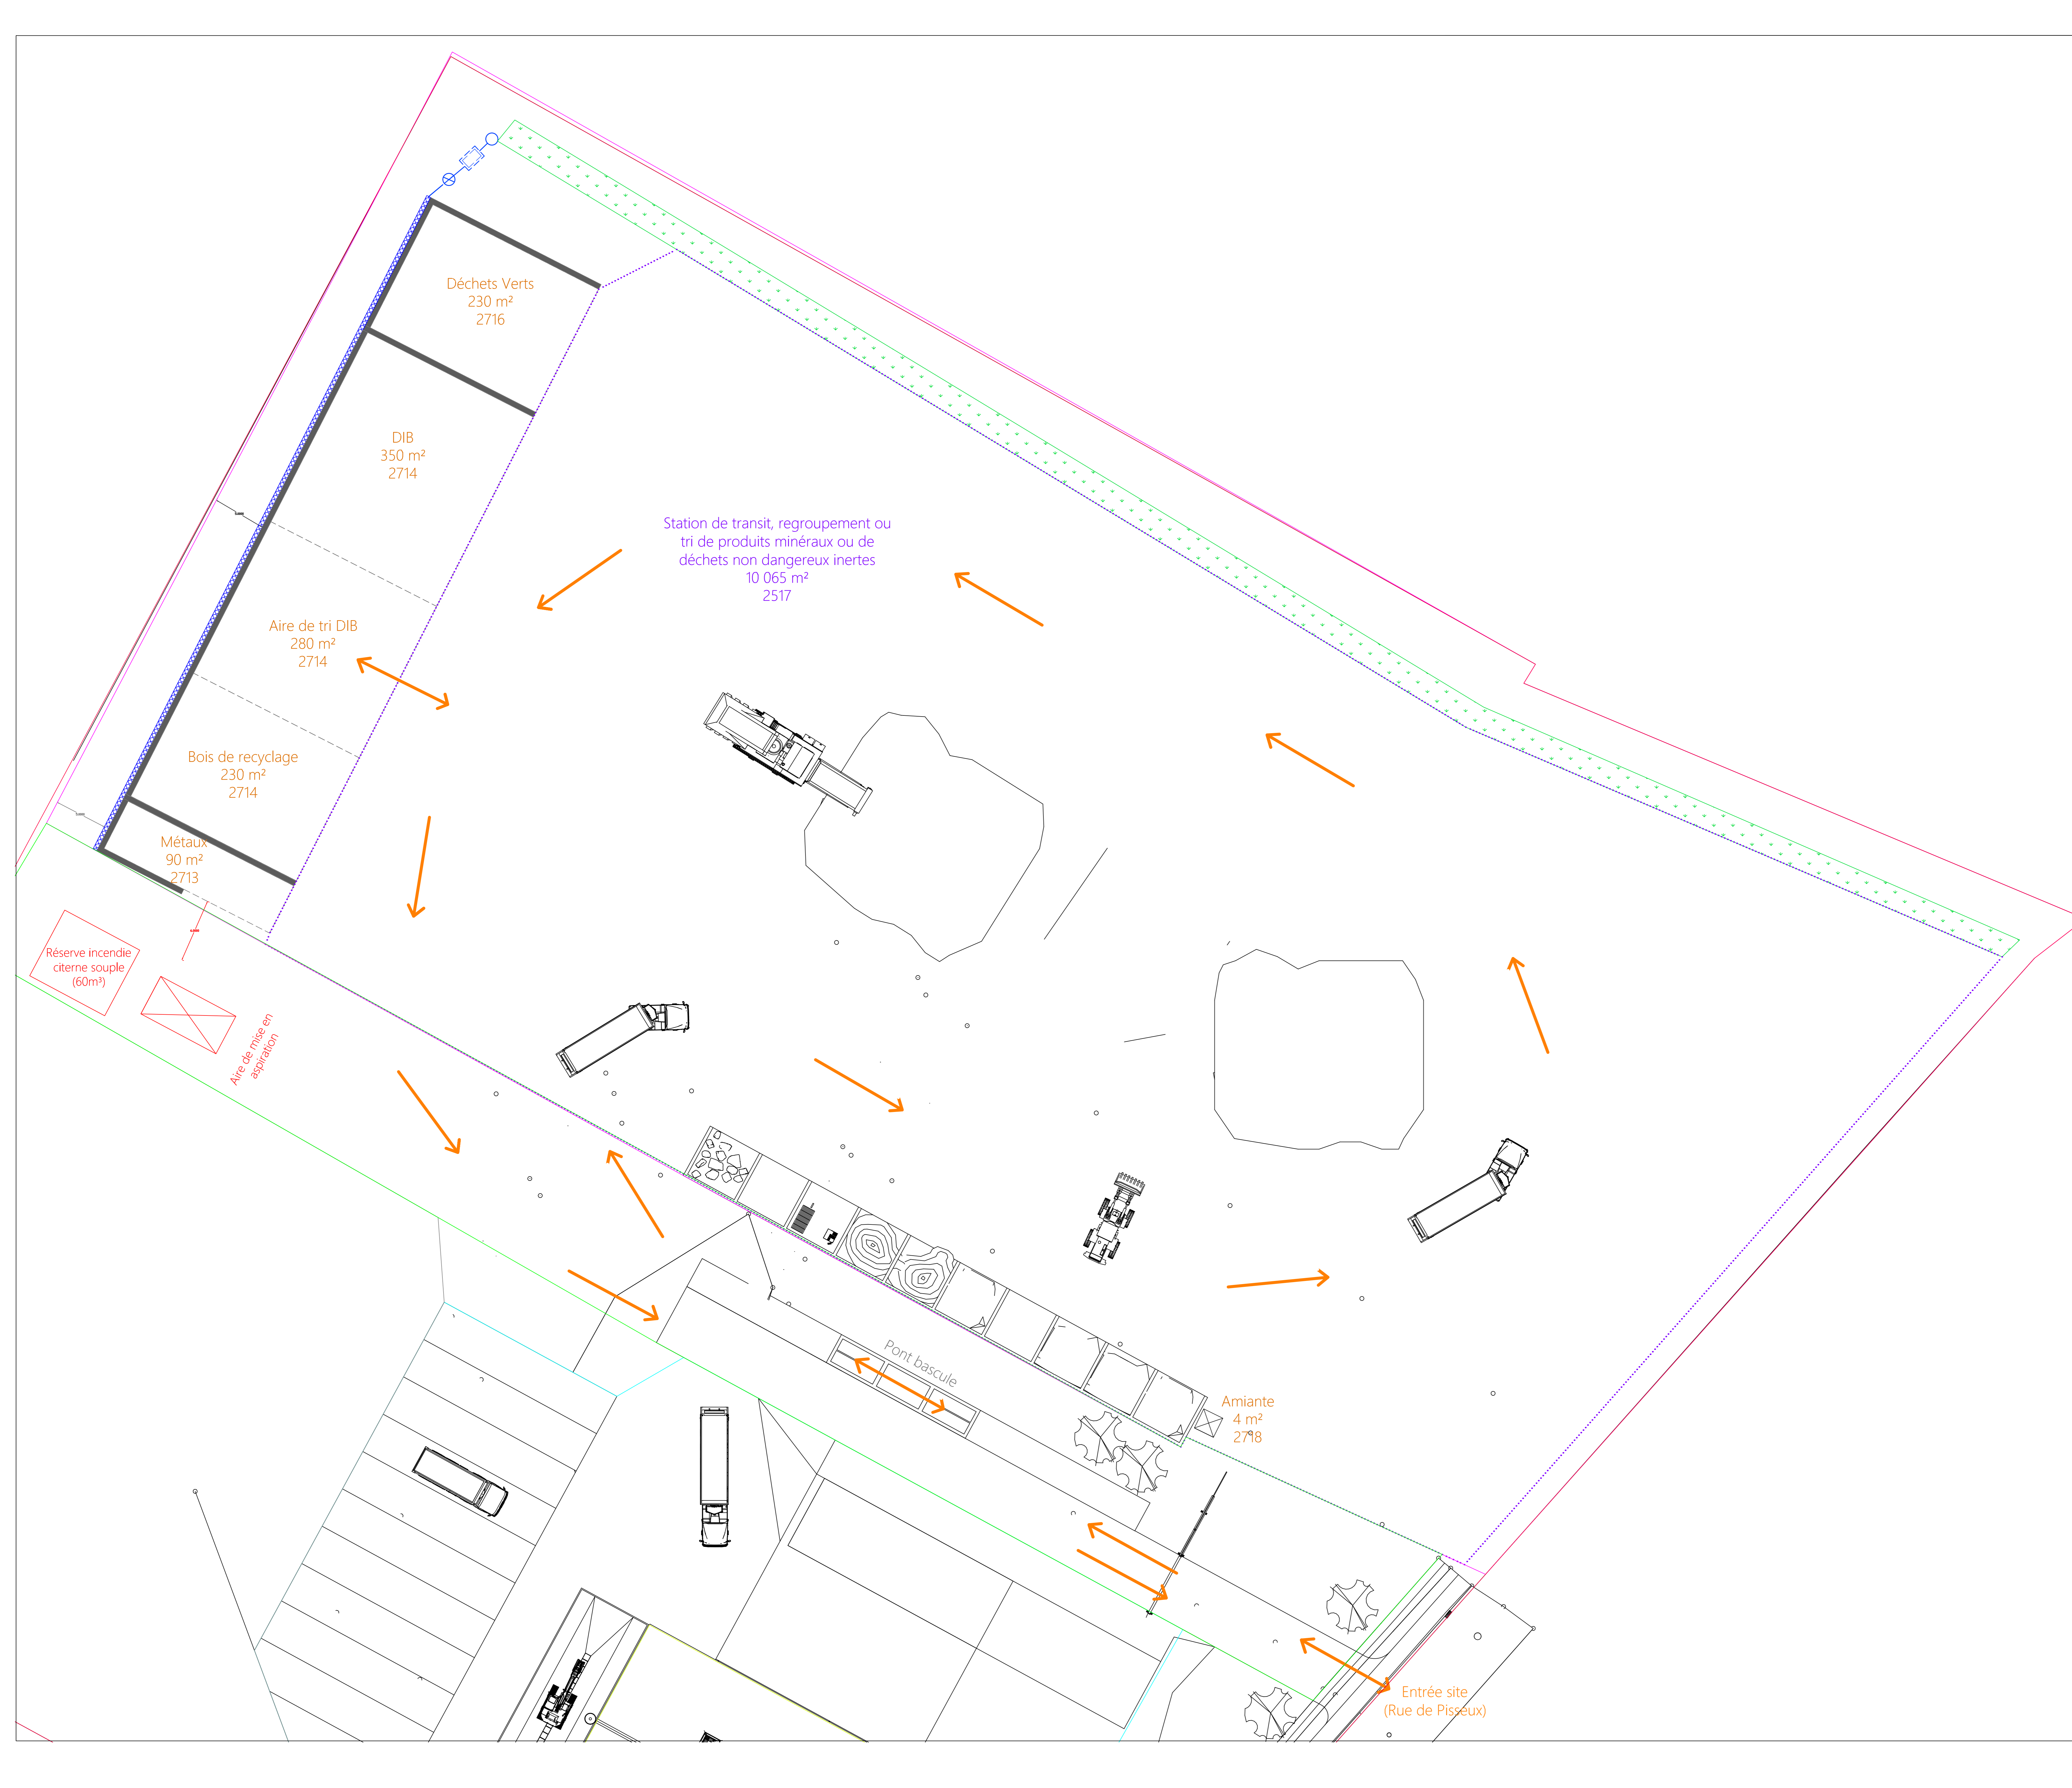 Déchets Verts
230 m²
2716
DIB
350 m²
2714
Station de transit, regroupement ou
tri de produits minéraux ou de
déchets non dangereux inertes
10 065 m²
2517
Aire de tri DIB
280 m²
2714
Bois de recyclage
230 m²
2714
Métaux
90 m²
2713
Réserve incendie
citerne souple
(60m³)
Aire de mise en
aspiration
Pont bascule
Amiante
4 m²
2718
Entrée site
(Rue de Pisseux)